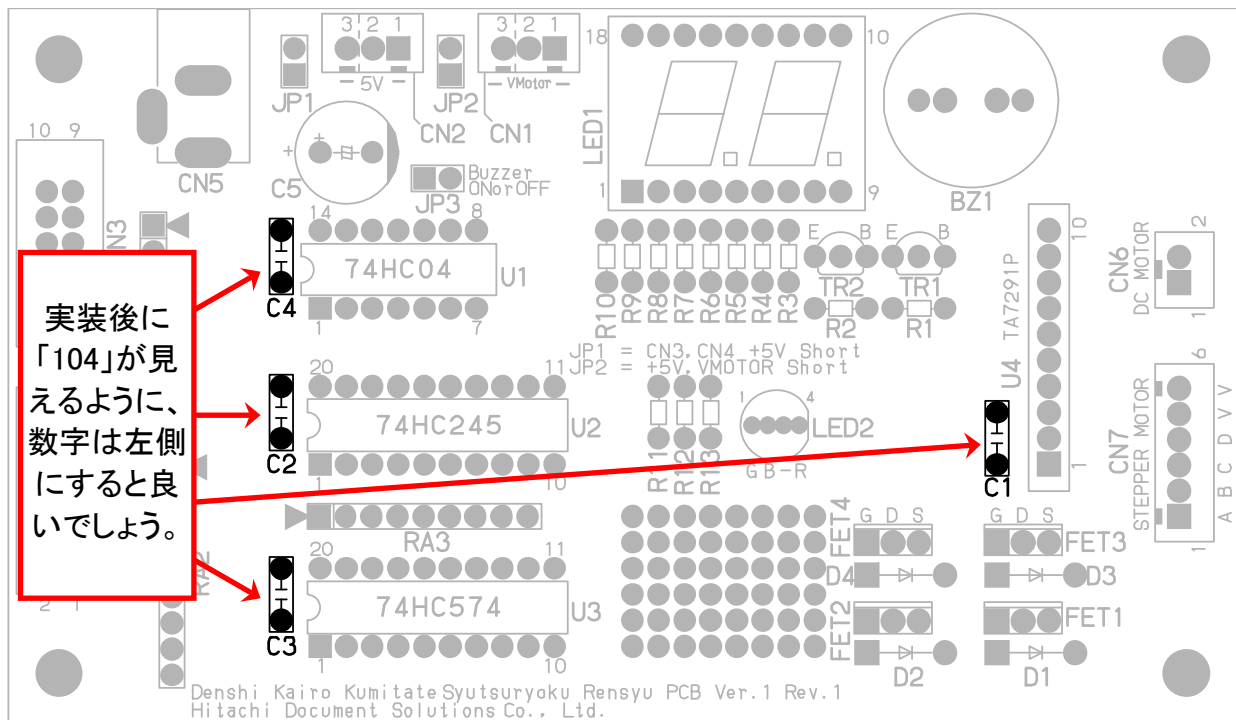 3 2 1
3 2 1
18
10
JP1
− 5V −
JP2
− VMotor −
CN2
CN1
LED1
10 9
CN5
+
+
C5
Buzzer
ONorOFF
JP3
1
9
BZ1
N3
14
8
C4
74HC04
U1
1
7
R10
R9
R8
R7
R6
R5
R4
R3
E B
E B
TR2
TR1
R2
R1
10
TA7291P
U4
1
2
CN6
DC MOTOR
1
実装後に
「104」が見
えるように、
数字は左側
にすると良
いでしょう。
JP1 = CN3,CN4 +5V Short
JP2 = +5V,VMOTOR Short
20
11
C2
74HC245
U2
1
10
R11
R12
R13
1
4
LED2
G B − R
C1
6
CN7
STEPPER MOTOR
A B C D V V
1
RA3
RA2
2 1
20
11
C3
74HC574
U3
1
10
FET4
G D S
G D S
FET3
D4
D3
FET2
FET1
D2
D1
Denshi Kairo Kumitate Syutsuryoku Rensyu PCB Ver.1 Rev.1
Hitachi Document Solutions Co., Ltd.